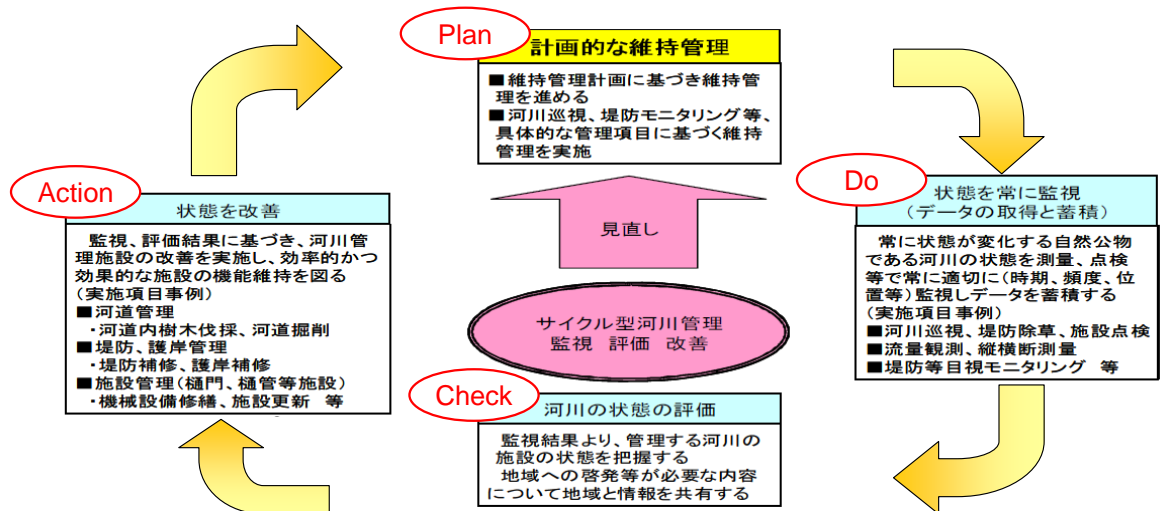 Plan
計画的な維持管理
■維持管理計画に基づき維持管
理を進める
■河川巡視、堤防モニタリング等、
具体的な管理項目に基づく維持
管理を実施
Do
状態を常に監視
(データの取得と蓄積)
常に状態が変化する自然公物
である河川の状態を測量、点検
等で常に適切に(時期、頻度、位
置等)監視しデータを蓄積する
(実施項目事例)
■河川巡視、堤防除草、施設点検
■流量観測、縦横断測量
■堤防等目視モニタリング 等
Check
河川の状態の評価
監視結果より、管理する河川の
施設の状態を把握する
地域への啓発等が必要な内容
について地域と情報を共有する
Action
状態を改善
監視、評価結果に基づき、河川管
理施設の改善を実施し、効率的かつ
効果的な施設の機能維持を図る
(実施項目事例)
■河道管理
・河道内樹木伐採、河道掘削
■堤防、護岸管理
・堤防補修、護岸補修
■施設管理(樋門、樋管等施設)
・機械設備修繕、施設更新 等
見直し
サイクル型河川管理
監視 評価 改善